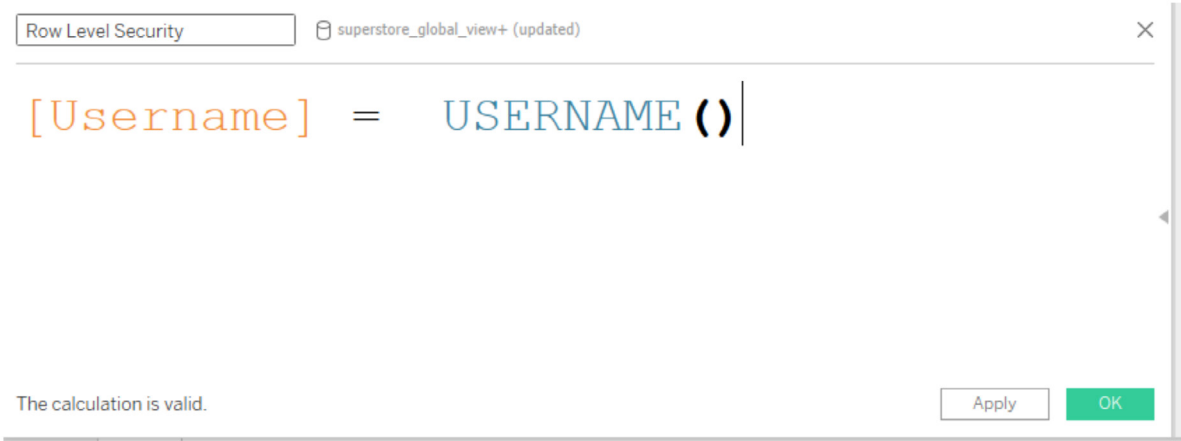 Row Level Security superstore_global_view+ (updated)
[Username] = USERNAME()
The calculation is valid. Apply OK